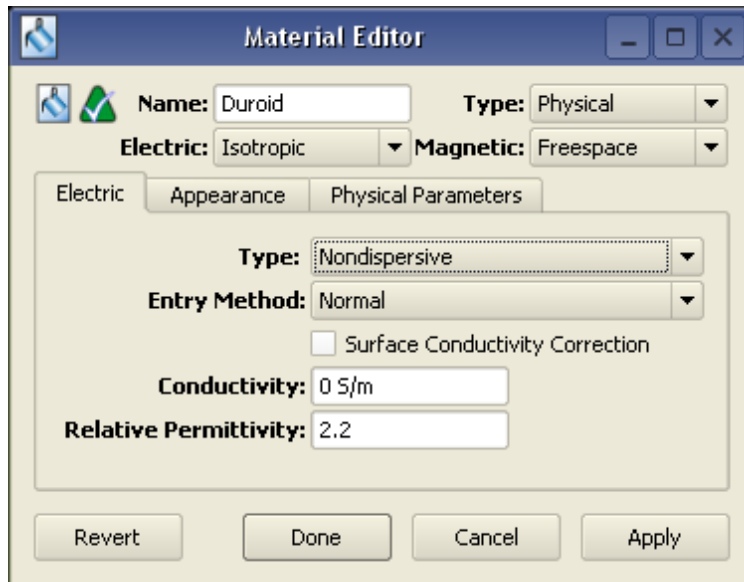 Material Editor
Name: Duroid Type: Physical
Electric: Isotropic Magnetic: Freespace
Electric Appearance Physical Parameters
Type: Nondispersive
Entry Method: Normal
Surface Conductivity Correction
Conductivity: 0 S/m
Relative Permittivity: 2.2
Revert Done Cancel Apply